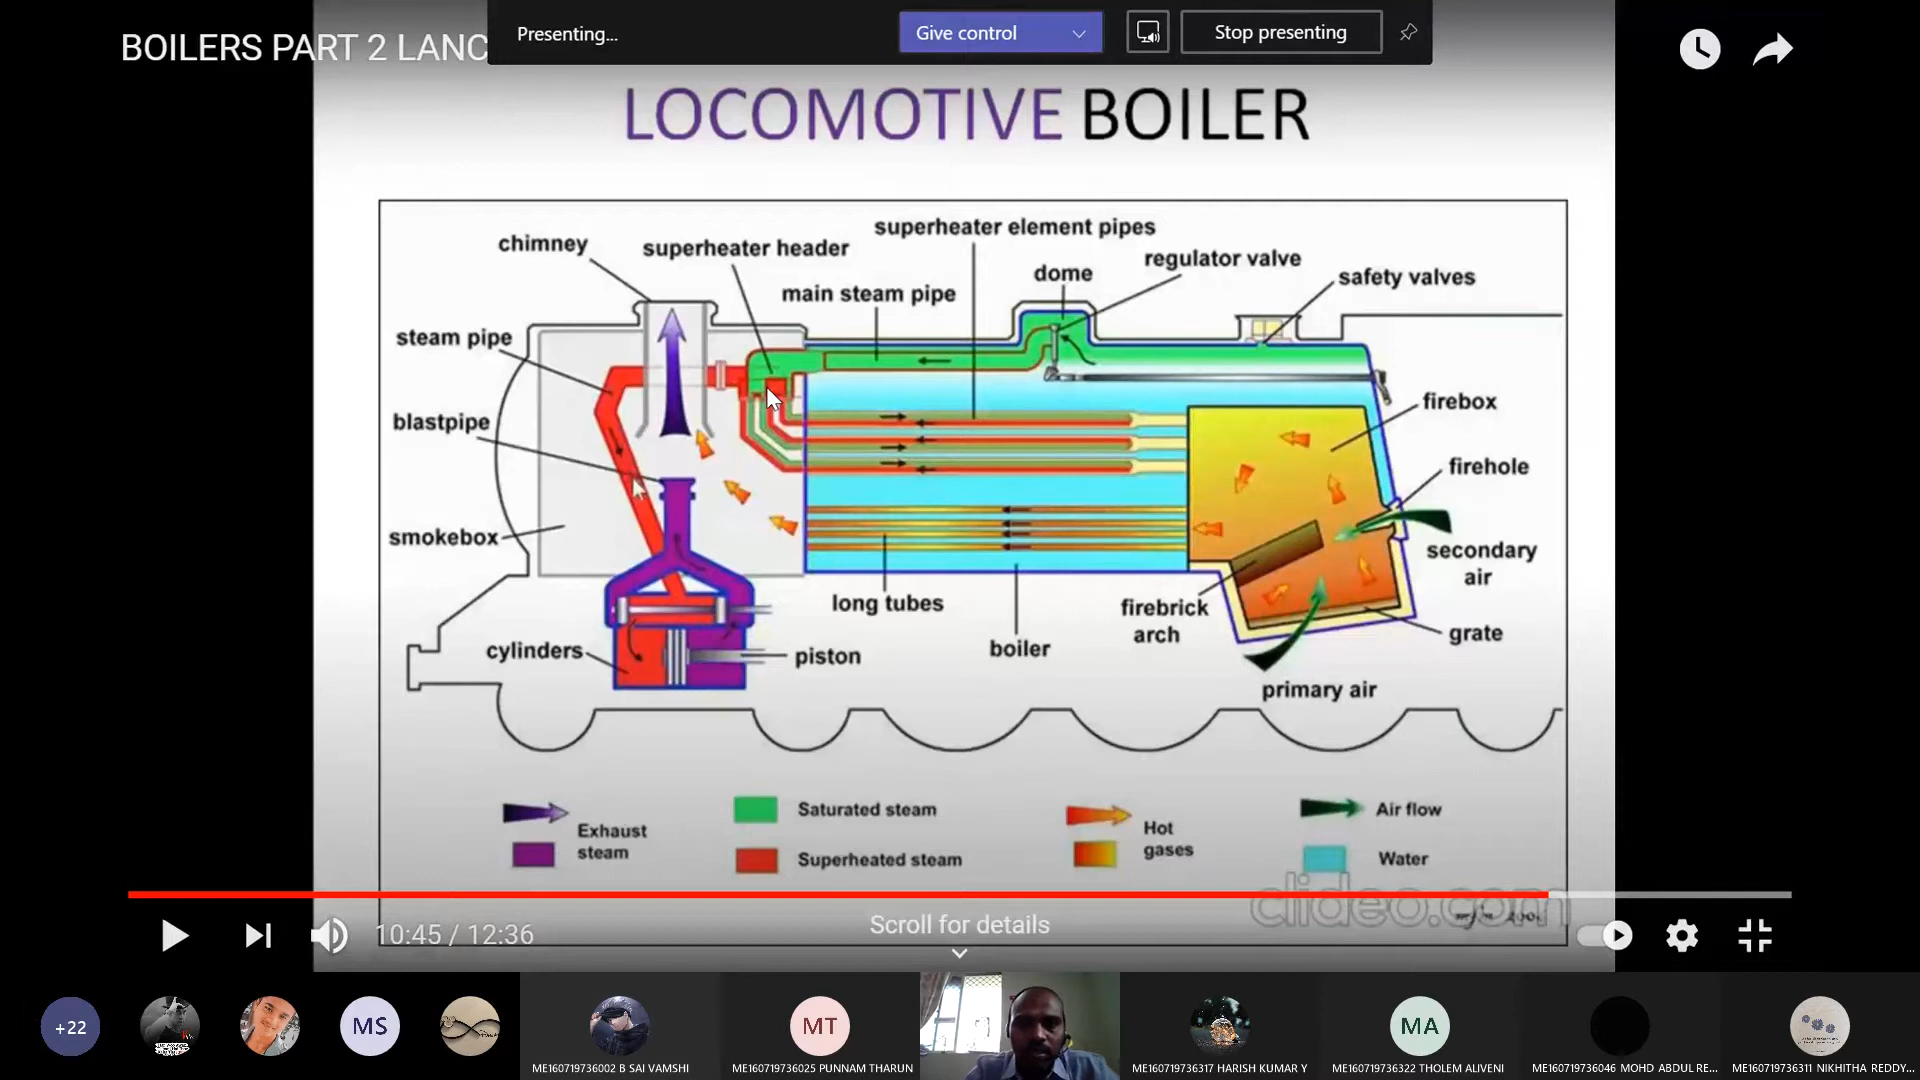 BOILERS PART 2 LANC
Presenting...
Give control
Stop presenting
LOCOMOTIVE BOILER
superheater element pipes
chimney
superheater header
regulator valve
dome
safety valves
main steam pipe
steam pipe
firebox
blastpipe
firehole
smokebox
secondary
air
long tubes
firebrick
arch
grate
cylinders
piston
boiler
primary air
Exhaust
steam
Saturated steam
Superheated steam
Hot
gases
Air flow
Water
clideo.com
10:45 / 12:36
Scroll for details
+22
MS
MT
MA
ME160719736002 B SAI VAMSHI
ME160719736025 PUNNAM THARUN
ME160719736317 HARISH KUMAR Y
ME160719736322 THOLEM ALIVENI
ME160719736046 MOHD ABDUL RE...
ME160719736311 NIKHITHA REDDY...